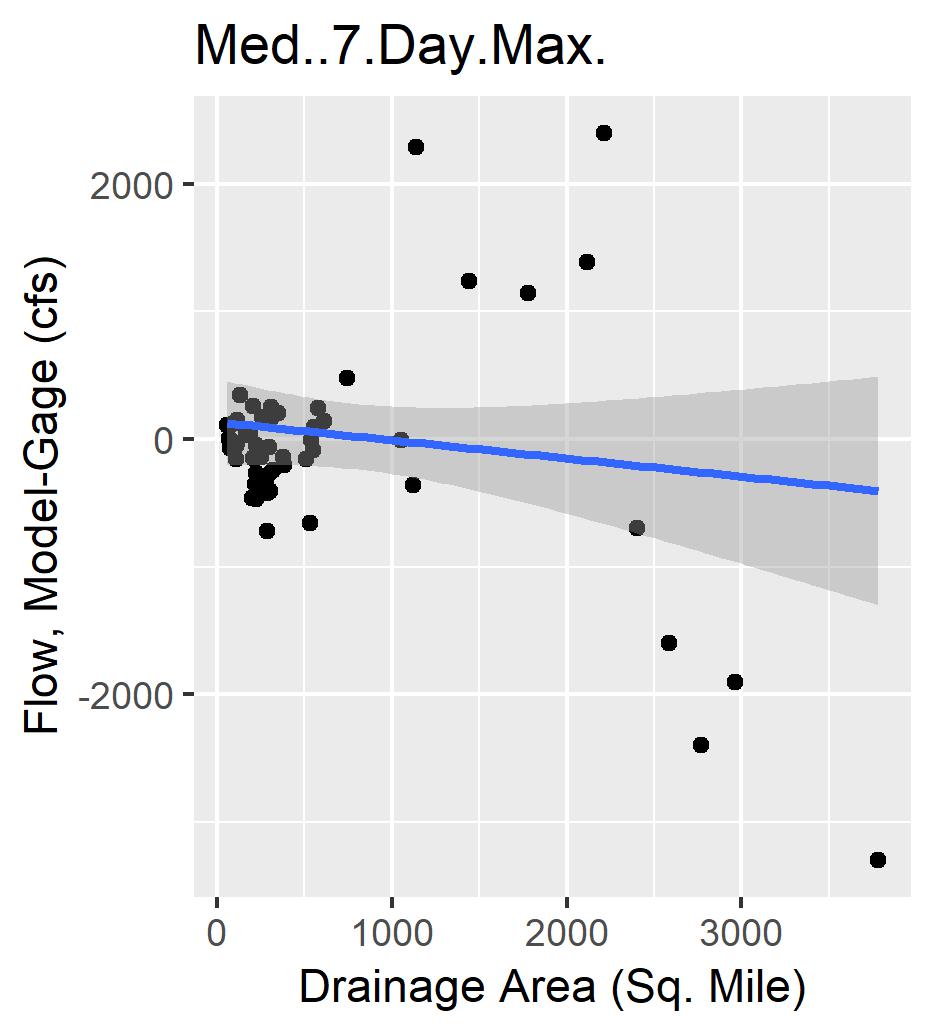 Med..7.Day.Max.
Flow, Model-Gage (cfs)
2000
0
-2000
0 1000 2000 3000
Drainage Area (Sq. Mile)